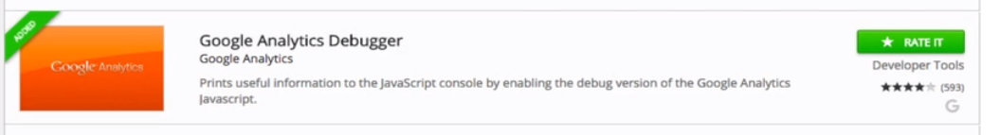 ADDED
Google Analytics
Google Analytics Debugger
Google Analytics
Prints useful information to the JavaScript console by enabling the debug version of the Google Analytics
Javascript.
★ RATE IT
Developer Tools
★★★★★ (593)
G